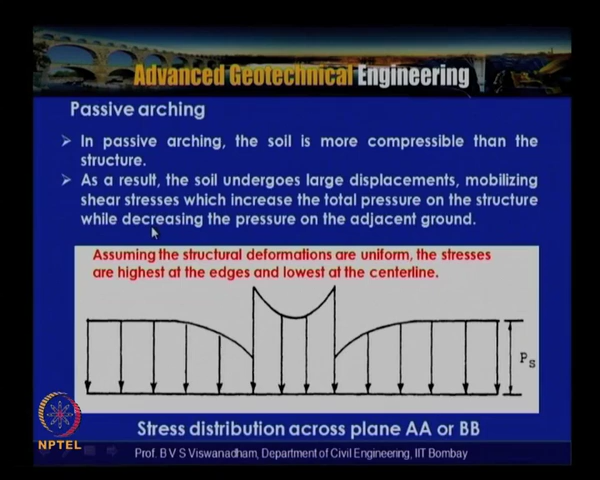 Advanced Geotechnical Engineering
Passive arching
➢ In passive arching, the soil is more compressible than the
structure.
➢ As a result, the soil undergoes large displacements, mobilizing
shear stresses which increase the total pressure on the structure
while decreasing the pressure on the adjacent ground.
Assuming the structural deformations are uniform, the stresses
are highest at the edges and lowest at the centerline.
Ps
Stress distribution across plane AA or BB
NPTEL
Prof. B V S Viswanadham, Department of Civil Engineering, IIT Bombay